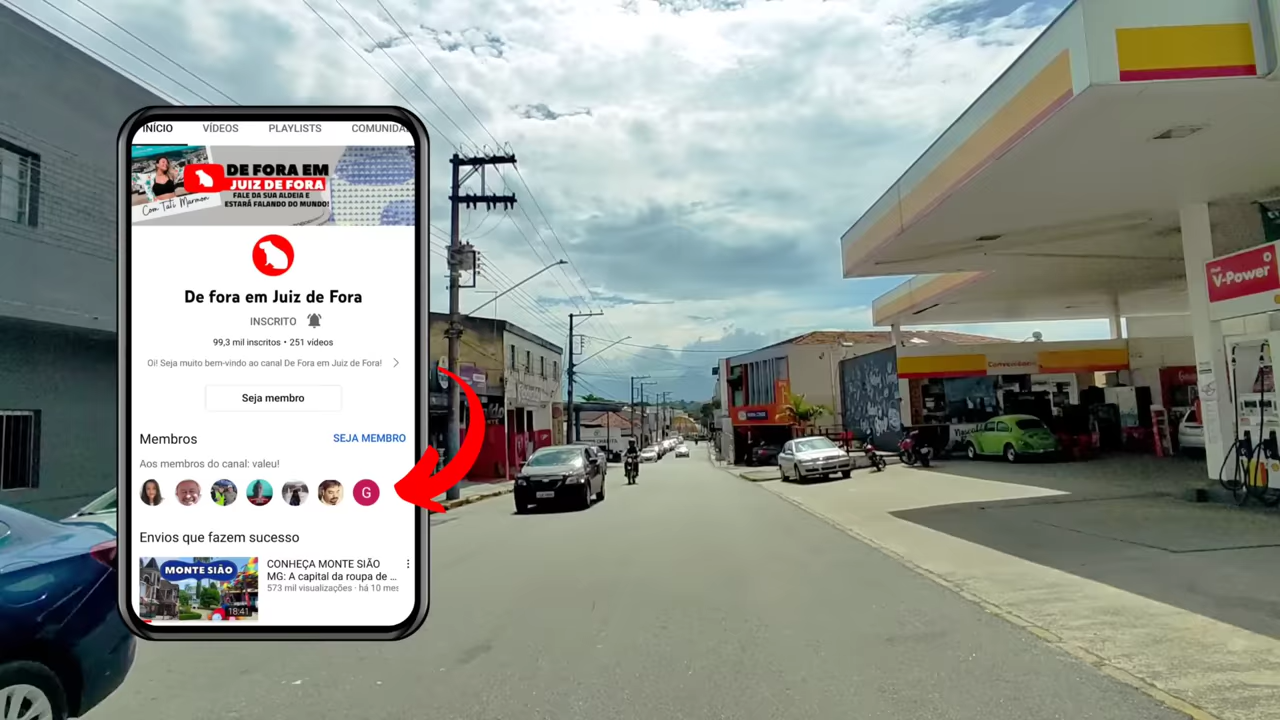 INÍCIO VÍDEOS PLAYLISTS COMUNIDA
DE FORA EM
JUIZ DE FORA
FALE DA SUA ALDEIA E
ESTARÁ FALANDO DO MUNDO!
Com Tati Marmon
De fora em Juiz de Fora
INSCRITO
99,3 mil inscritos • 251 vídeos
Oi! Seja muito bem-vindo ao canal De Fora em Juiz de Fora!
Seja membro
Membros SEJA MEMBRO
Aos membros do canal: valeu!
G
Envios que fazem sucesso
MONTE SIÃO
18:41
CONHEÇA MONTE SIÃO
MG: A capital da roupa de ...
573 mil visualizações · há 10 mes
V-Power